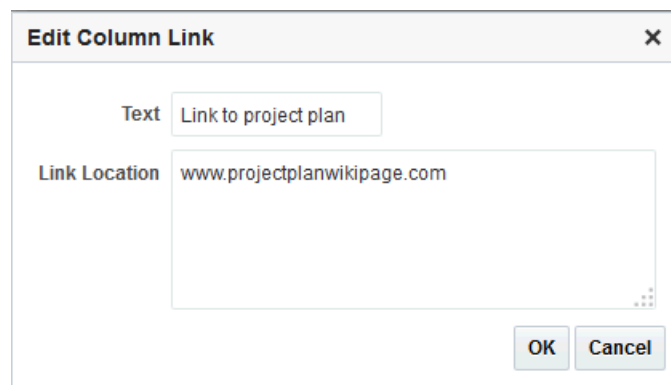 Edit Column Link
Text Link to project plan
Link Location www.projectplanwikipage.com
OK Cancel